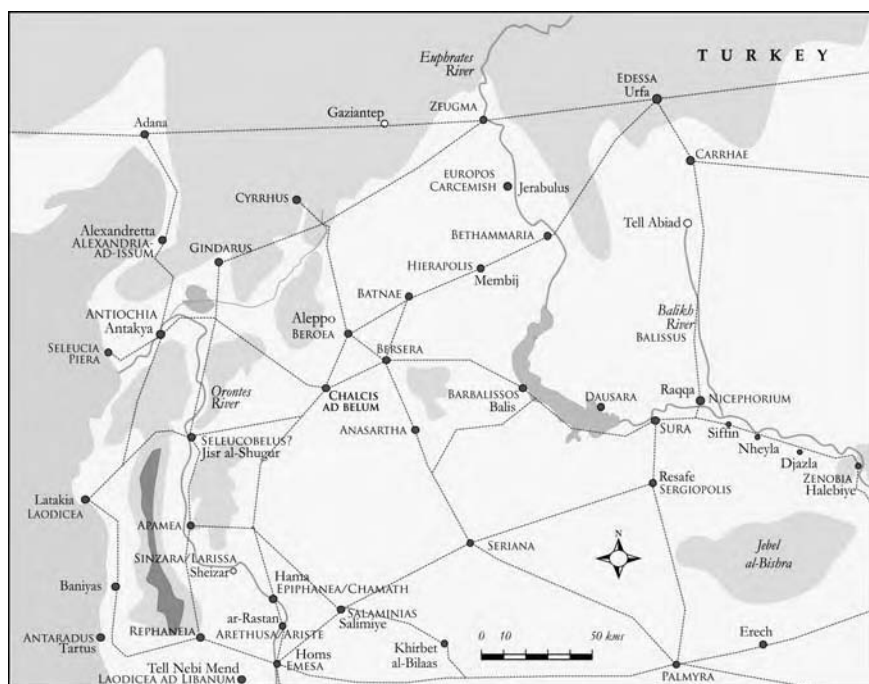 TURKEY
Euphrates
River
EDESSA
Urfa
Gaziantep
ZEUGMA
Adana
CARRHAE
EUROPOS
CARCEMISH
Jerabulus
CYRRHUS
Tell Abiad
Alexandretta
ALEXANDRIA-
AD-ISSUM
BETHAMMARIA
GINDARUS
HIERAPOLIS
Membij
BATNAE
Balikh
River
BALISSUS
ANTIOCHIA
Antakya
Aleppo
BEROEA
SELEUCIA
PIERA
BERSERA
Orontes
River
CHALCIS
AD BELUM
BARBALISSOS
Balis
DAUSARA
Raqqa
NICEPHORIUM
ANASARTHA
SURA
Siffin
SELEUCOBELUS?
Jisr al-Shugur
Nheyla
Djazla
ZENOBIA
Halebiye
Resafe
SERGIOPOLIS
Latakia
LAODICEA
APAMEA
SERIANA
N
Jebel
al-Bishra
SINZARA/LARISSA
Sheizar
Hama
EPIPHANEA/CHAMATH
Baniyas
SALAMINIAS
Salimiye
ar-Rastan
ARETHUSA/ARISTE
ANTARADUS
Tartus
REPHANEIA
Khirbet
al-Bilaas
0 10 50 kms
Erech
Homs
EMESA
Tell Nebi Mend
LAODICEA AD LIBANUM
PALMYRA